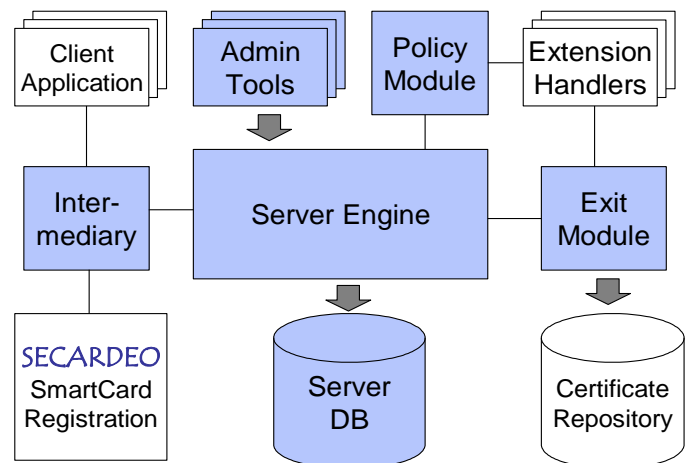 Client
Application
Admin
Tools
Policy
Module
Extension
Handlers
Inter-
mediary
Server Engine
Exit
Module
SECARDEO
SmartCard
Registration
Server
DB
Certificate
Repository